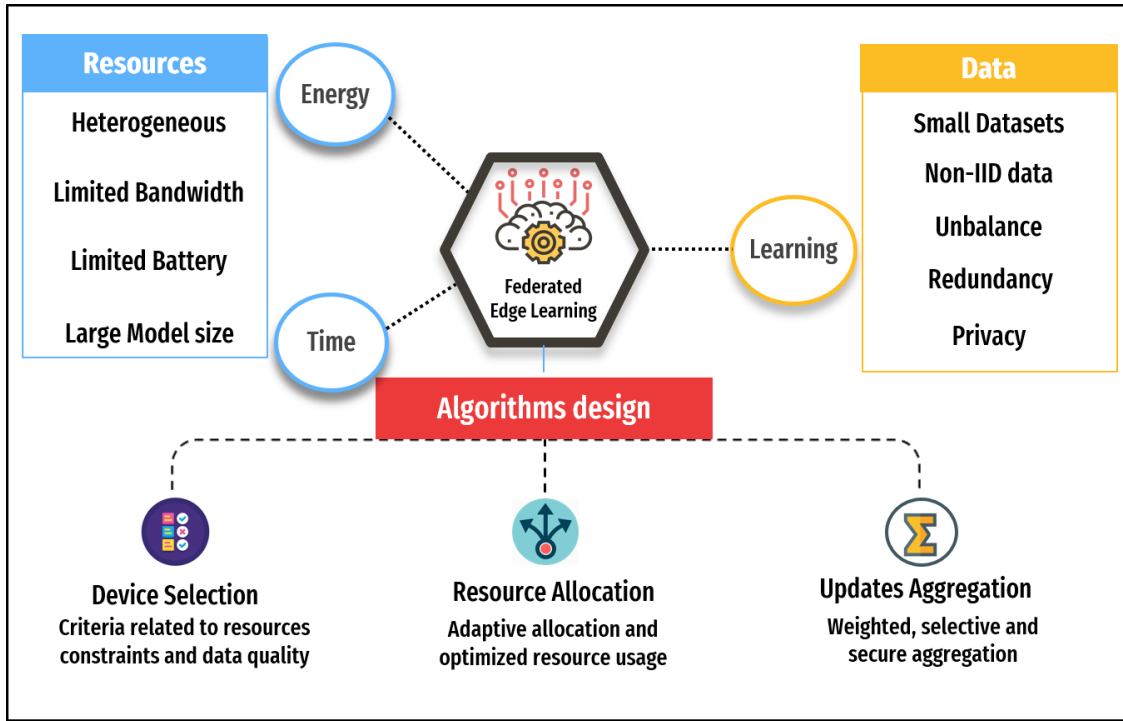 Resources
Heterogeneous
Limited Bandwidth
Limited Battery
Large Model size
Energy
Time
Federated
Edge Learning
Learning
Data
Small Datasets
Non-IID data
Unbalance
Redundancy
Privacy
Algorithms design
Device Selection
Criteria related to resources
constraints and data quality
Resource Allocation
Adaptive allocation and
optimized resource usage
Updates Aggregation
Weighted, selective and
secure aggregation